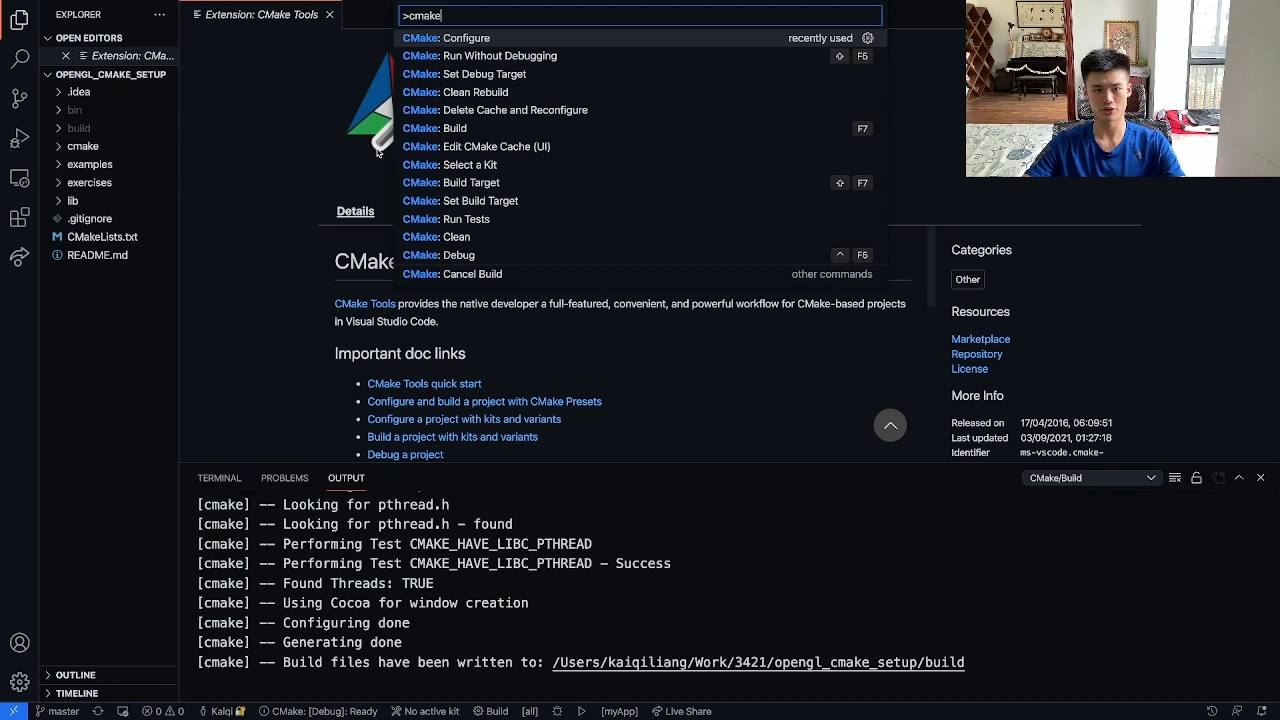 EXPLORER
OPEN EDITORS
Extension: CMa...
OPENGL_CMAKE_SETUP
.idea
bin
build
cmake
examples
exercises
lib
.gitignore
CMakeLists.txt
README.md
OUTLINE
TIMELINE
Extension: CMake Tools
>cmake
CMake: Configure recently used
CMake: Run Without Debugging F5
CMake: Set Debug Target
CMake: Clean Rebuild
CMake: Delete Cache and Reconfigure
CMake: Build F7
CMake: Edit CMake Cache (UI)
CMake: Select a Kit
CMake: Build Target F7
CMake: Set Build Target
CMake: Run Tests
CMake: Clean
CMake: Debug F5
CMake: Cancel Build other commands
Details
CMake
CMake Tools provides the native developer a full-featured, convenient, and powerful workflow for CMake-based projects
in Visual Studio Code.
Important doc links
• CMake Tools quick start
• Configure and build a project with CMake Presets
• Configure a project with kits and variants
• Build a project with kits and variants
• Debug a project
Categories
Other
Resources
Marketplace
Repository
License
More Info
Released on 17/04/2016, 06:09:51
Last updated 03/09/2021, 01:27:18
Identifier ms-vscode.cmake-
TERMINAL PROBLEMS OUTPUT CMake/Build
[cmake] -- Looking for pthread.h
[cmake] -- Looking for pthread.h - found
[cmake] -- Performing Test CMAKE_HAVE_LIBC_PTHREAD
[cmake] -- Performing Test CMAKE_HAVE_LIBC_PTHREAD - Success
[cmake] -- Found Threads: TRUE
[cmake] -- Using Cocoa for window creation
[cmake] -- Configuring done
[cmake] -- Generating done
[cmake] -- Build files have been written to: /Users/kaiqiliang/Work/3421/opengl_cmake_setup/build
master 0 0 Kaiqi CMake: [Debug]: Ready No active kit Build [all] [myApp] Live Share